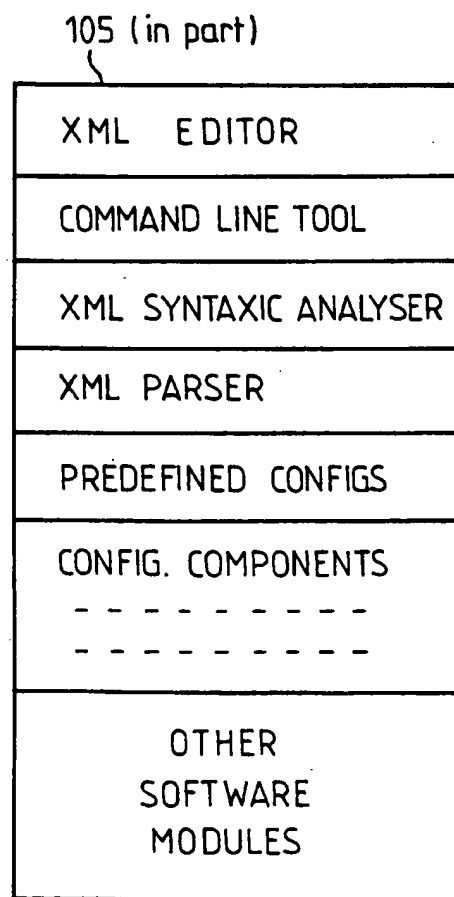 105 (in part)
XML EDITOR
COMMAND LINE TOOL
XML SYNTAXIC ANALYSER
XML PARSER
PREDEFINED CONFIGS
CONFIG. COMPONENTS
OTHER
SOFTWARE
MODULES